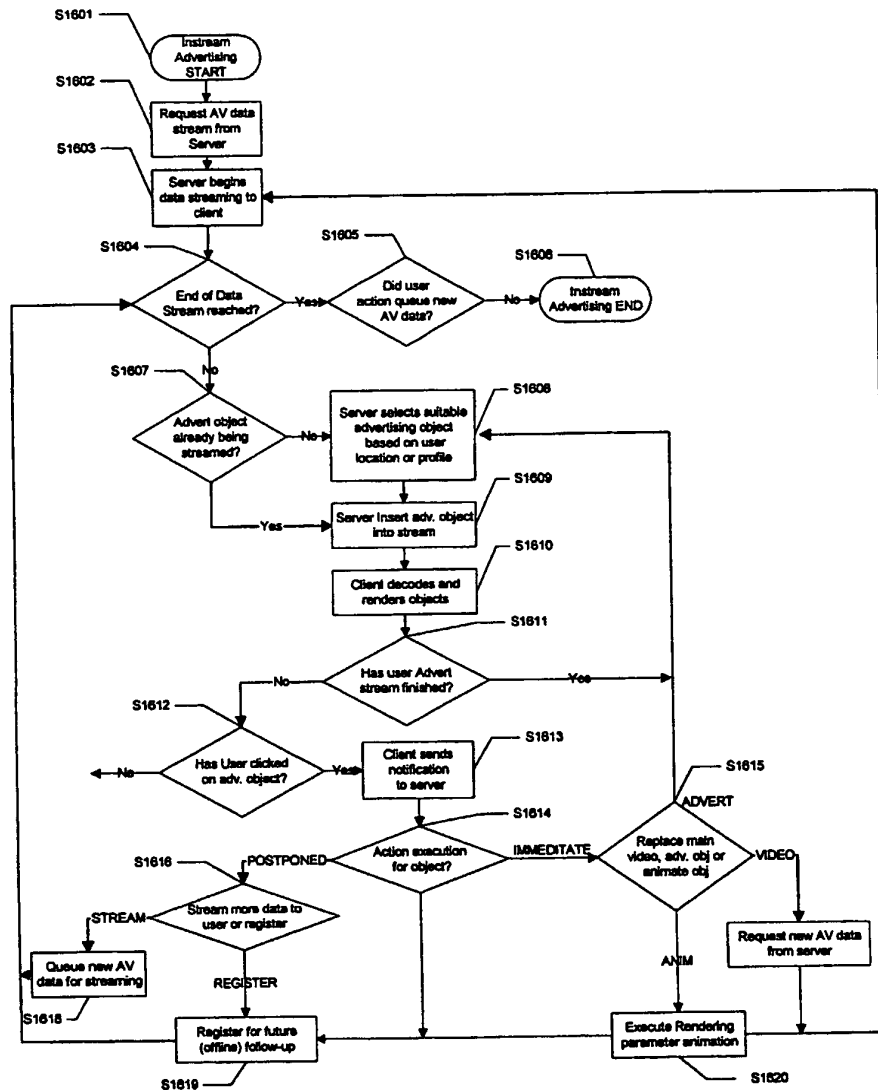 S1601
Instream
Advertising
START
S1602
Request AV data
stream from
Server
S1603
Server begins
data streaming to
client
S1604
End of Data
Stream reached?
Yes
S1605
Did user
action queue new
AV data?
No
S1606
Instream
Advertising END
No
S1607
Advert object
already being
streamed?
No
S1608
Server selects suitable
advertising object
based on user
location or profile
Yes
S1609
Server Insert adv. object
into stream
S1610
Client decodes and
renders objects
S1611
Has user Advert
stream finished?
No
Yes
S1612
Has User clicked
on adv. object?
No
Yes
S1613
Client sends
notification
to server
S1614
Action execution
for object?
POSTPONED
IMMEDITATE
S1615
ADVERT
Replace main
video, adv. obj or
animate obj
VIDEO
ANIM
Request new AV data
from server
S1616
Stream more data to
user or register
STREAM
REGISTER
Queue new AV
data for streaming
S1618
Register for future
(offline) follow-up
S1619
Execute Rendering
parameter animation
S1620